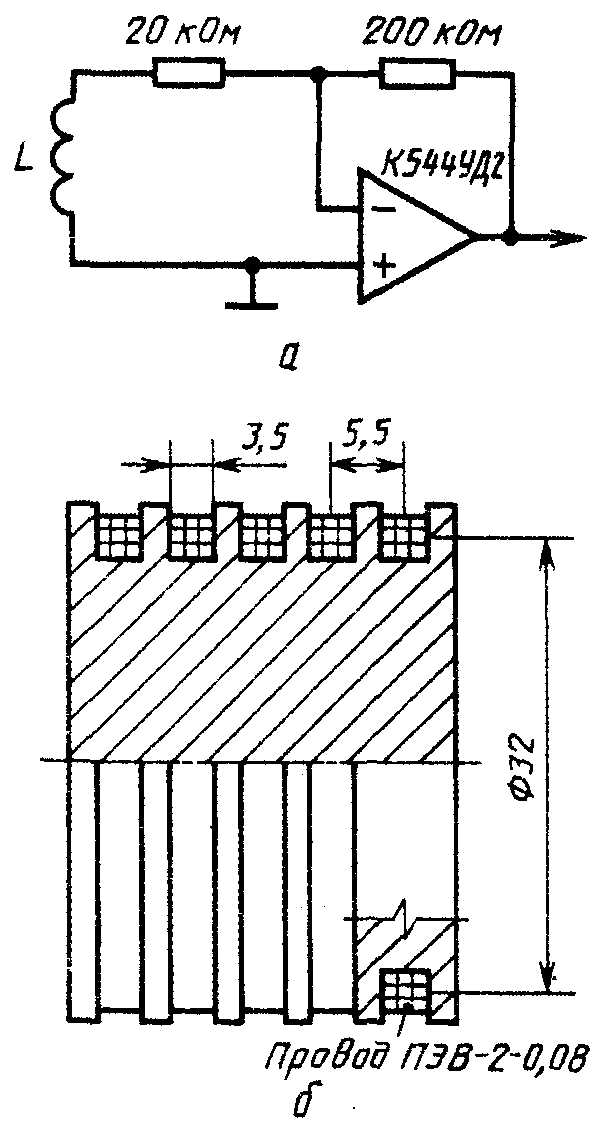 20 кОм 200 кОм
К544УД2
L
−
+
а
3,5 5,5
Ф32
Провод ПЭВ-2-0,08
б